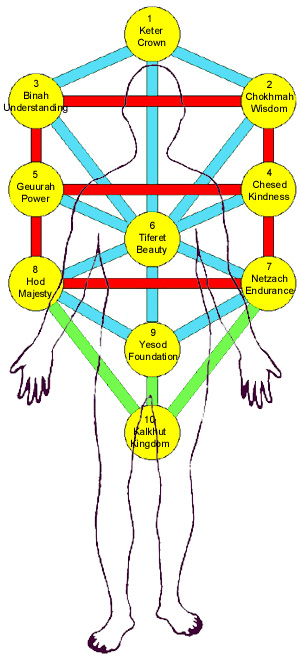 1
Keter
Crown
3
Binah
Understanding
2
Chokhmah
Wisdom
5
Geuurah
Power
4
Chesed
Kindness
6
Tiferet
Beauty
8
Hod
Majesty
7
Netzach
Endurance
9
Yesod
Foundation
10
Kalkhut
Kingdom